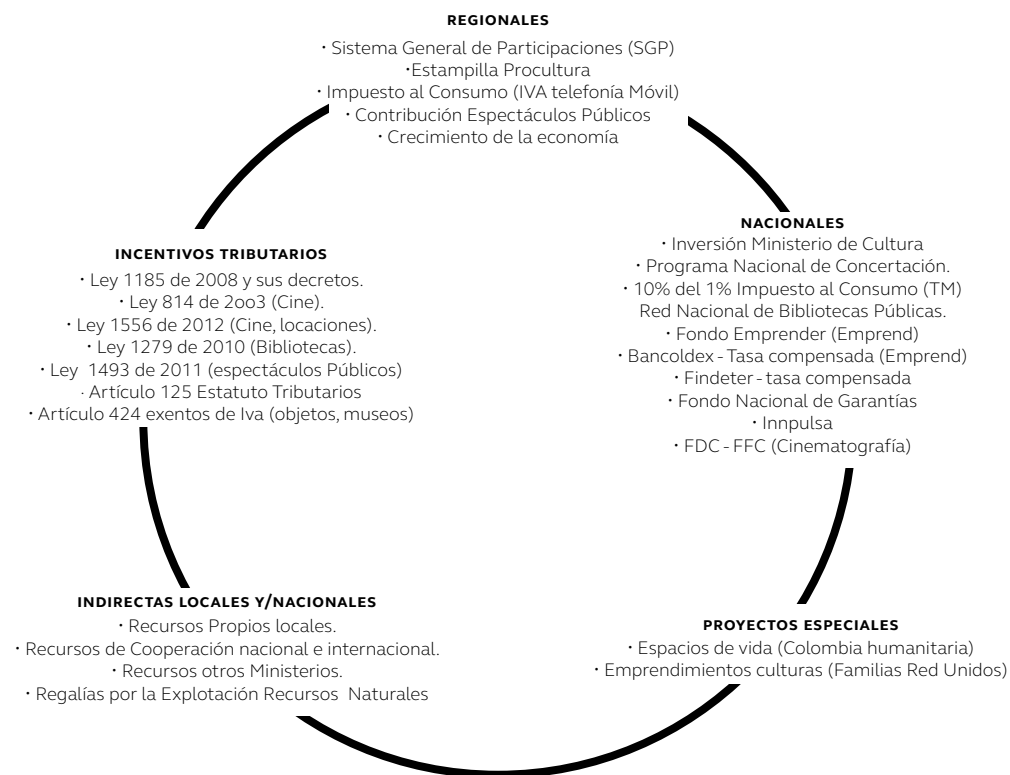 REGIONALES
· Sistema General de Participaciones (SGP)
·Estampilla Procultura
· Impuesto al Consumo (IVA telefonía Móvil)
· Contribución Espectáculos Públicos
· Crecimiento de la economía
NACIONALES
· Inversión Ministerio de Cultura
· Programa Nacional de Concertación.
· 10% del 1% Impuesto al Consumo (TM)
Red Nacional de Bibliotecas Públicas.
· Fondo Emprender (Emprend)
· Bancoldex - Tasa compensada (Emprend)
· Findeter - tasa compensada
· Fondo Nacional de Garantías
· Innpulsa
· FDC - FFC (Cinematografía)
INCENTIVOS TRIBUTARIOS
· Ley 1185 de 2008 y sus decretos.
· Ley 814 de 2oo3 (Cine).
· Ley 1556 de 2012 (Cine, locaciones).
· Ley 1279 de 2010 (Bibliotecas).
· Ley 1493 de 2011 (espectáculos Públicos)
· Artículo 125 Estatuto Tributarios
· Artículo 424 exentos de Iva (objetos, museos)
INDIRECTAS LOCALES Y/NACIONALES
· Recursos Propios locales.
· Recursos de Cooperación nacional e internacional.
· Recursos otros Ministerios.
· Regalías por la Explotación Recursos Naturales
PROYECTOS ESPECIALES
· Espacios de vida (Colombia humanitaria)
· Emprendimientos culturas (Familias Red Unidos)